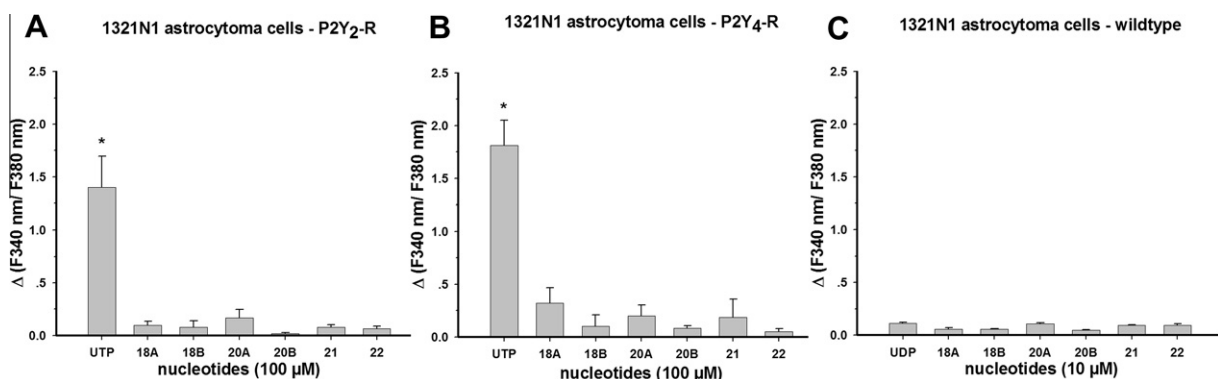 A 1321N1 astrocytoma cells - P2Y2-R
Δ (F340 nm/ F380 nm)
2.5
2.0
1.5
1.0
.5
0.0
*
UTP 18A 18B 20A 20B 21 22
nucleotides (100 µM)
B 1321N1 astrocytoma cells - P2Y4-R
Δ (F340 nm/ F380 nm)
2.5
2.0
1.5
1.0
.5
0.0
*
UTP 18A 18B 20A 20B 21 22
nucleotides (100 µM)
C 1321N1 astrocytoma cells - wildtype
Δ (F340 nm/ F380 nm)
2.5
2.0
1.5
1.0
.5
0.0
UDP 18A 18B 20A 20B 21 22
nucleotides (10 µM)